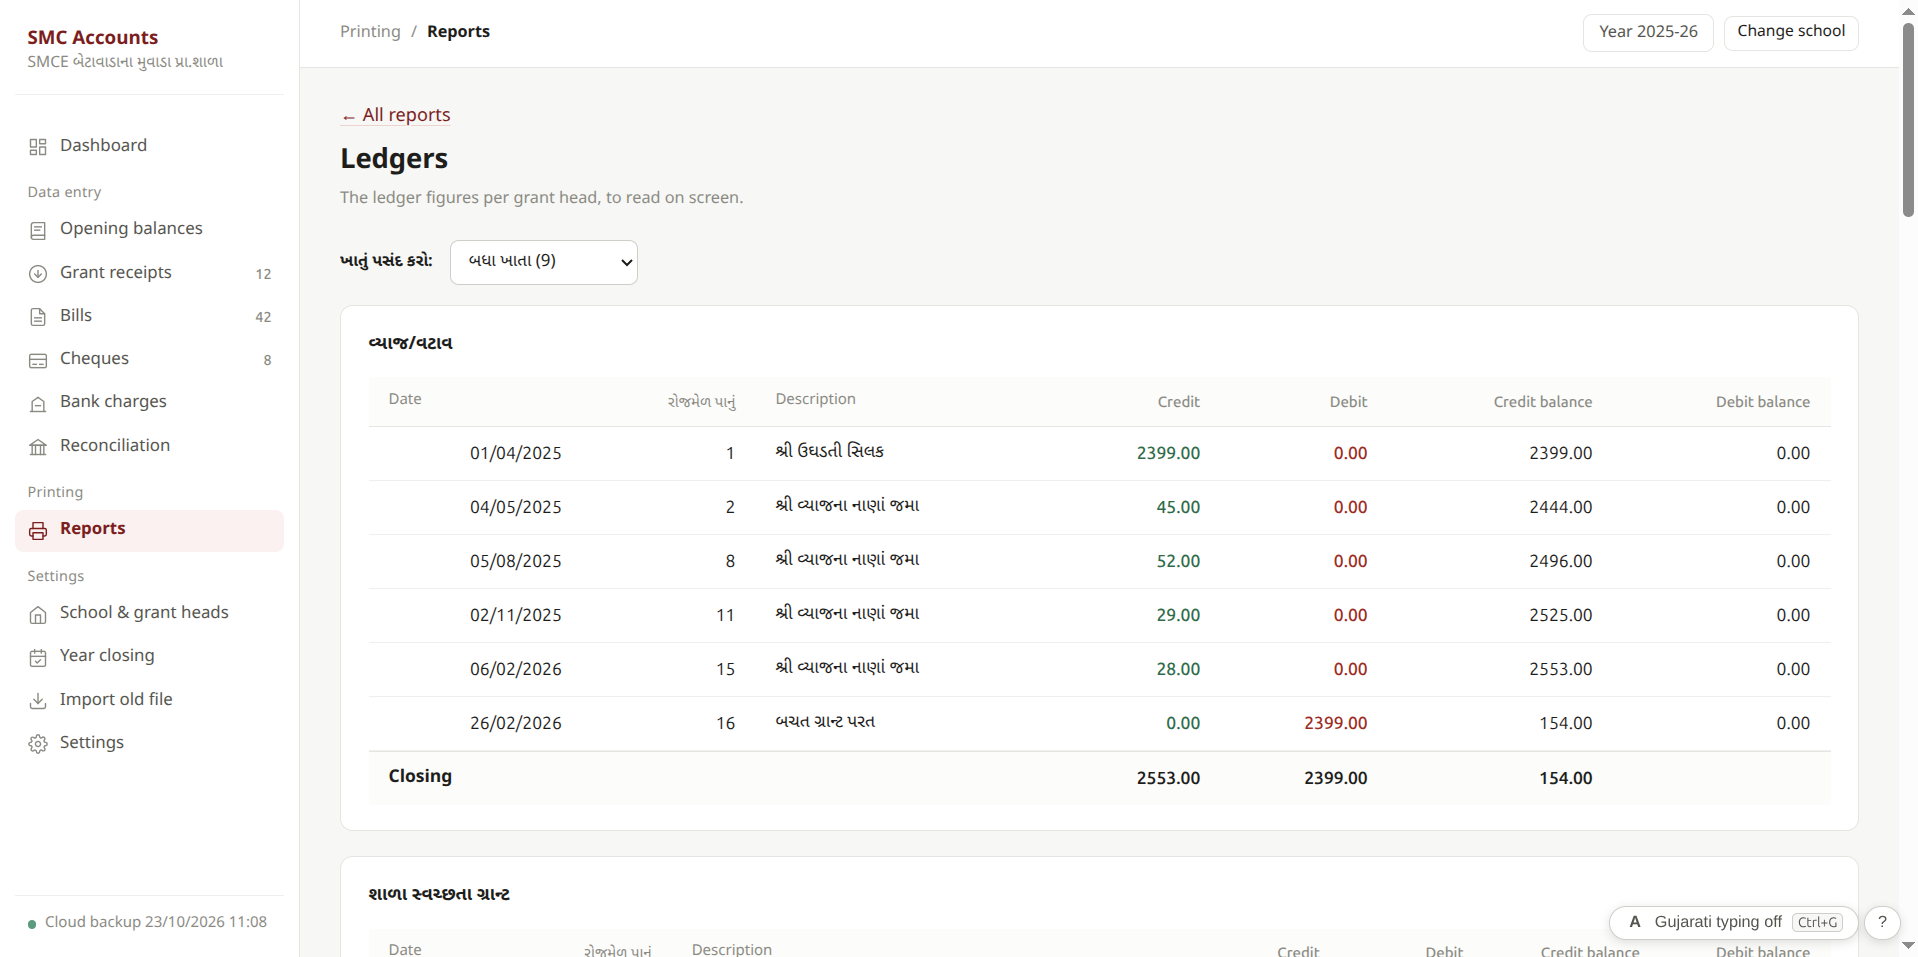 SMC Accounts
SMCE બેટાવાડાના મુવાડા પ્રા.શાળા
Dashboard
Data entry
Opening balances
Grant receipts 12
Bills 42
Cheques 8
Bank charges
Reconciliation
Printing
Reports
Settings
School & grant heads
Year closing
Import old file
Settings
Cloud backup 23/10/2026 11:08
Printing / Reports
Year 2025-26
Change school
← All reports
Ledgers
The ledger figures per grant head, to read on screen.
ખાતું પસંદ કરો: બધા ખાતા (9)
વ્યાજ/વટાવ
Date રોજમેળ પાનું Description Credit Debit Credit balance Debit balance
01/04/2025 1 શ્રી ઉઘડતી સિલક 2399.00 0.00 2399.00 0.00
04/05/2025 2 શ્રી વ્યાજના નાણાં જમા 45.00 0.00 2444.00 0.00
05/08/2025 8 શ્રી વ્યાજના નાણાં જમા 52.00 0.00 2496.00 0.00
02/11/2025 11 શ્રી વ્યાજના નાણાં જમા 29.00 0.00 2525.00 0.00
06/02/2026 15 શ્રી વ્યાજના નાણાં જમા 28.00 0.00 2553.00 0.00
26/02/2026 16 બચત ગ્રાન્ટ પરત 0.00 2399.00 154.00 0.00
Closing 2553.00 2399.00 154.00
શાળા સ્વચ્છતા ગ્રાન્ટ
Date રોજમેળ પાનું Description Credit Debit Credit balance Debit balance
A Gujarati typing off Ctrl+G
?